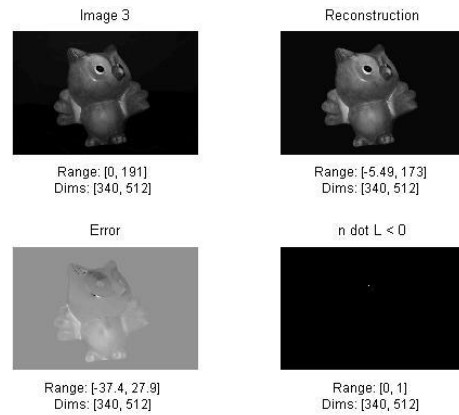 Image 3
Range: [0, 191]
Dims: [340, 512]
Reconstruction
Range: [-5.49, 173]
Dims: [340, 512]
Error
Range: [-37.4, 27.9]
Dims: [340, 512]
n dot L < 0
Range: [0, 1]
Dims: [340, 512]